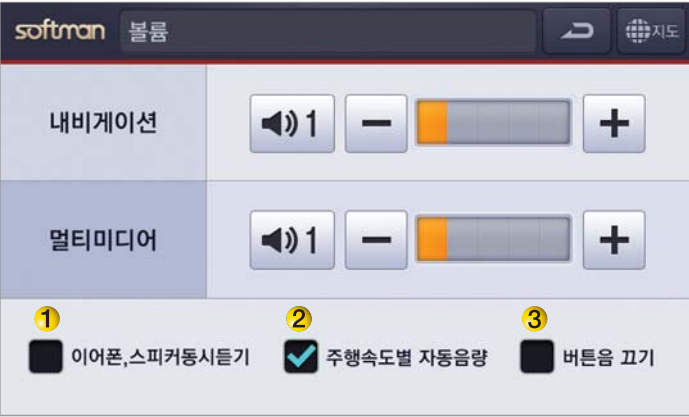 softman 볼륨 지도
내비게이션 1
멀티미디어 1
1 2 3
이어폰,스피커동시듣기 주행속도별 자동음량 버튼음 끄기